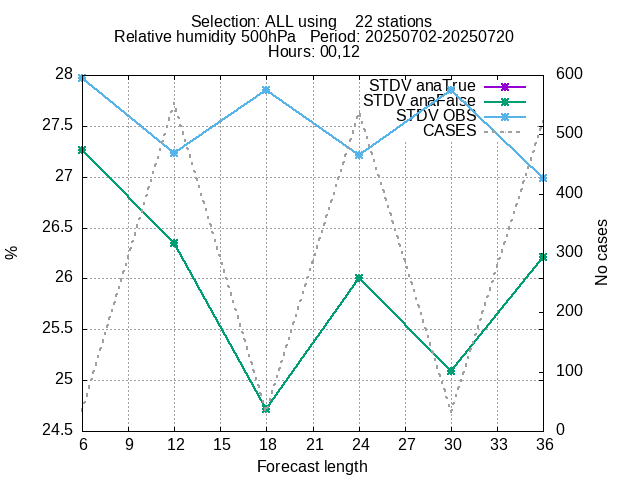 Selection: ALL using    22 stations
Relative humidity 500hPa   Period: 20250702-20250720
Hours: 00,12
STDV anaTrue
STDV anaFalse
STDV OBS
CASES
28
27.5
27
26.5
26
25.5
25
24.5
%
600
500
400
300
200
100
0
No cases
6 9 12 15 18 21 24 27 30 33 36
Forecast length